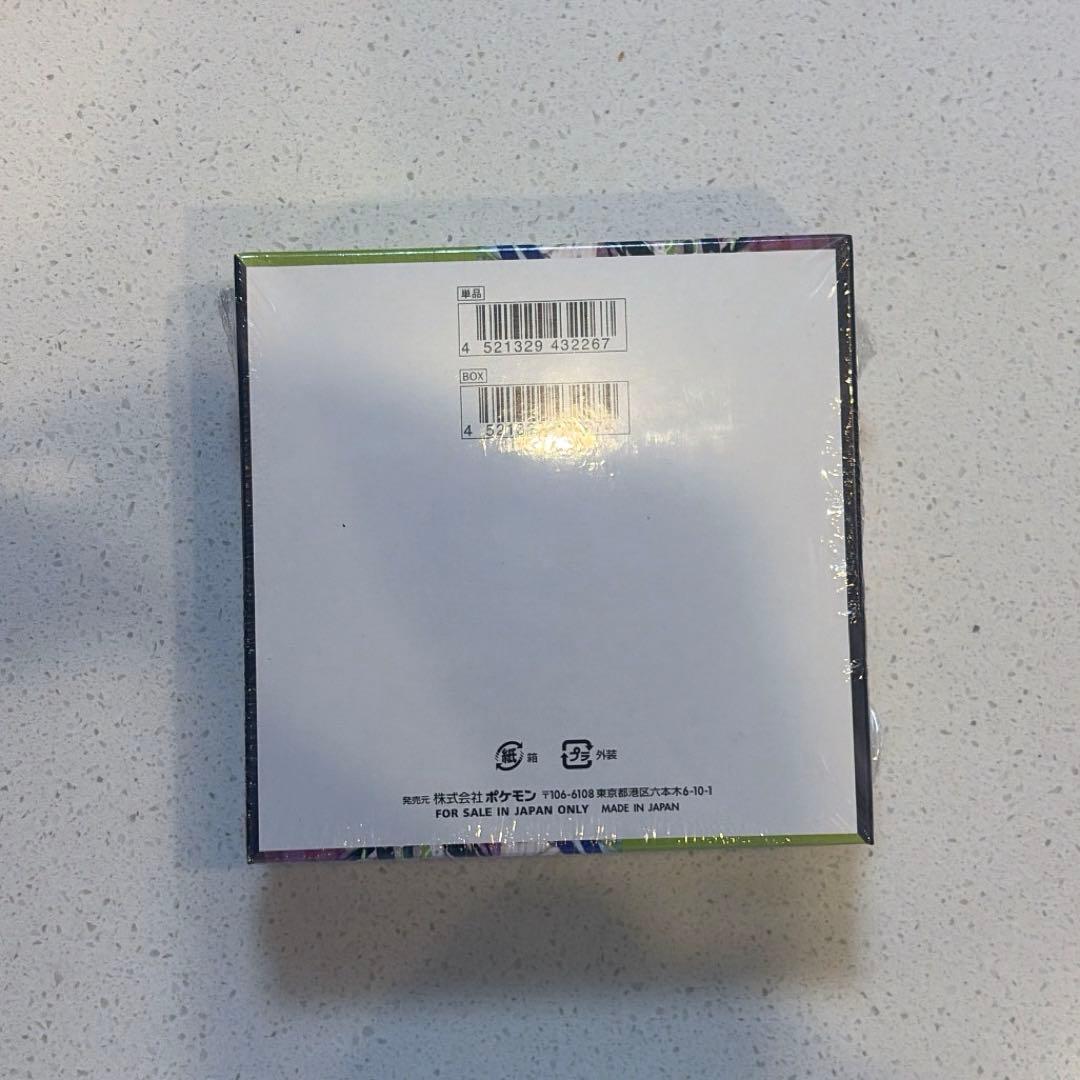 単品
4 521329 432267
BOX
紙 箱 プラ 外装
発売元 株式会社ポケモン 〒106-6108 東京都港区六本木6-10-1
FOR SALE IN JAPAN ONLY MADE IN JAPAN